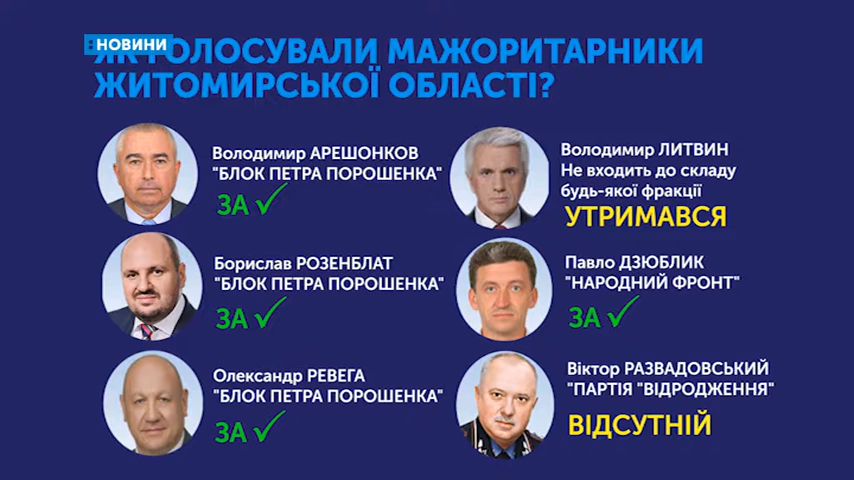 :НОВИНИ
ЯК ГОЛОСУВАЛИ МАЖОРИТАРНИКИ
ЖИТОМИРСЬКОЇ ОБЛАСТІ?
Володимир АРЕШОНКОВ
"БЛОК ПЕТРА ПОРОШЕНКА"
ЗА ✓
Володимир ЛИТВИН
Не входить до складу
будь-якої фракції
УТРИМАВСЯ
Борислав РОЗЕНБЛАТ
"БЛОК ПЕТРА ПОРОШЕНКА"
ЗА ✓
Павло ДЗЮБЛИК
"НАРОДНИЙ ФРОНТ"
ЗА ✓
Олександр РЕВЕГА
"БЛОК ПЕТРА ПОРОШЕНКА"
ЗА ✓
Віктор РАЗВАДОВСЬКИЙ
"ПАРТІЯ "ВІДРОДЖЕННЯ"
ВІДСУТНІЙ